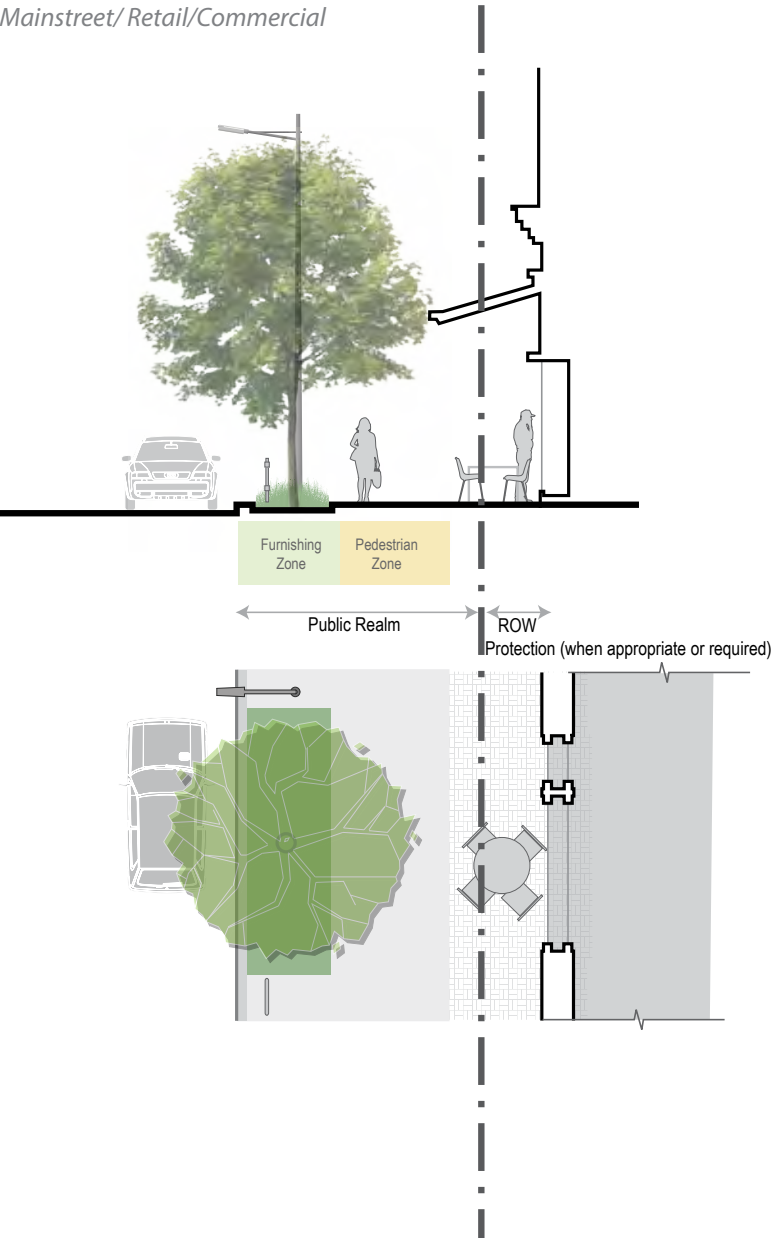 Mainstreet/ Retail/Commercial
Furnishing
Zone
Pedestrian
Zone
Public Realm
ROW
Protection (when appropriate or required)